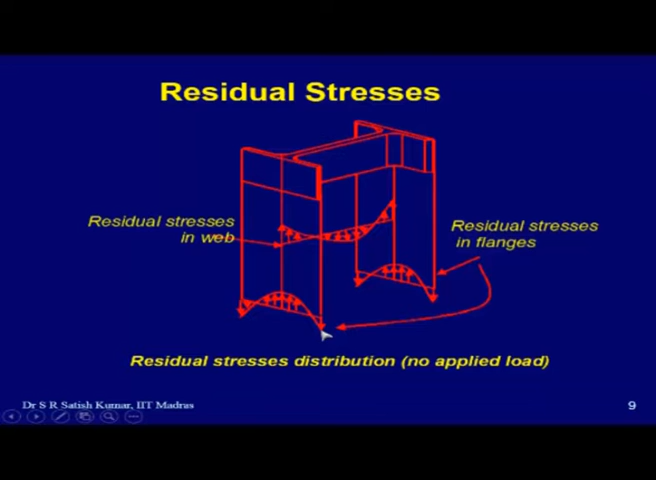 Residual Stresses
Residual stresses
in web
Residual stresses
in flanges
Residual stresses distribution (no applied load)
Dr S R Satish Kumar, IIT Madras
9